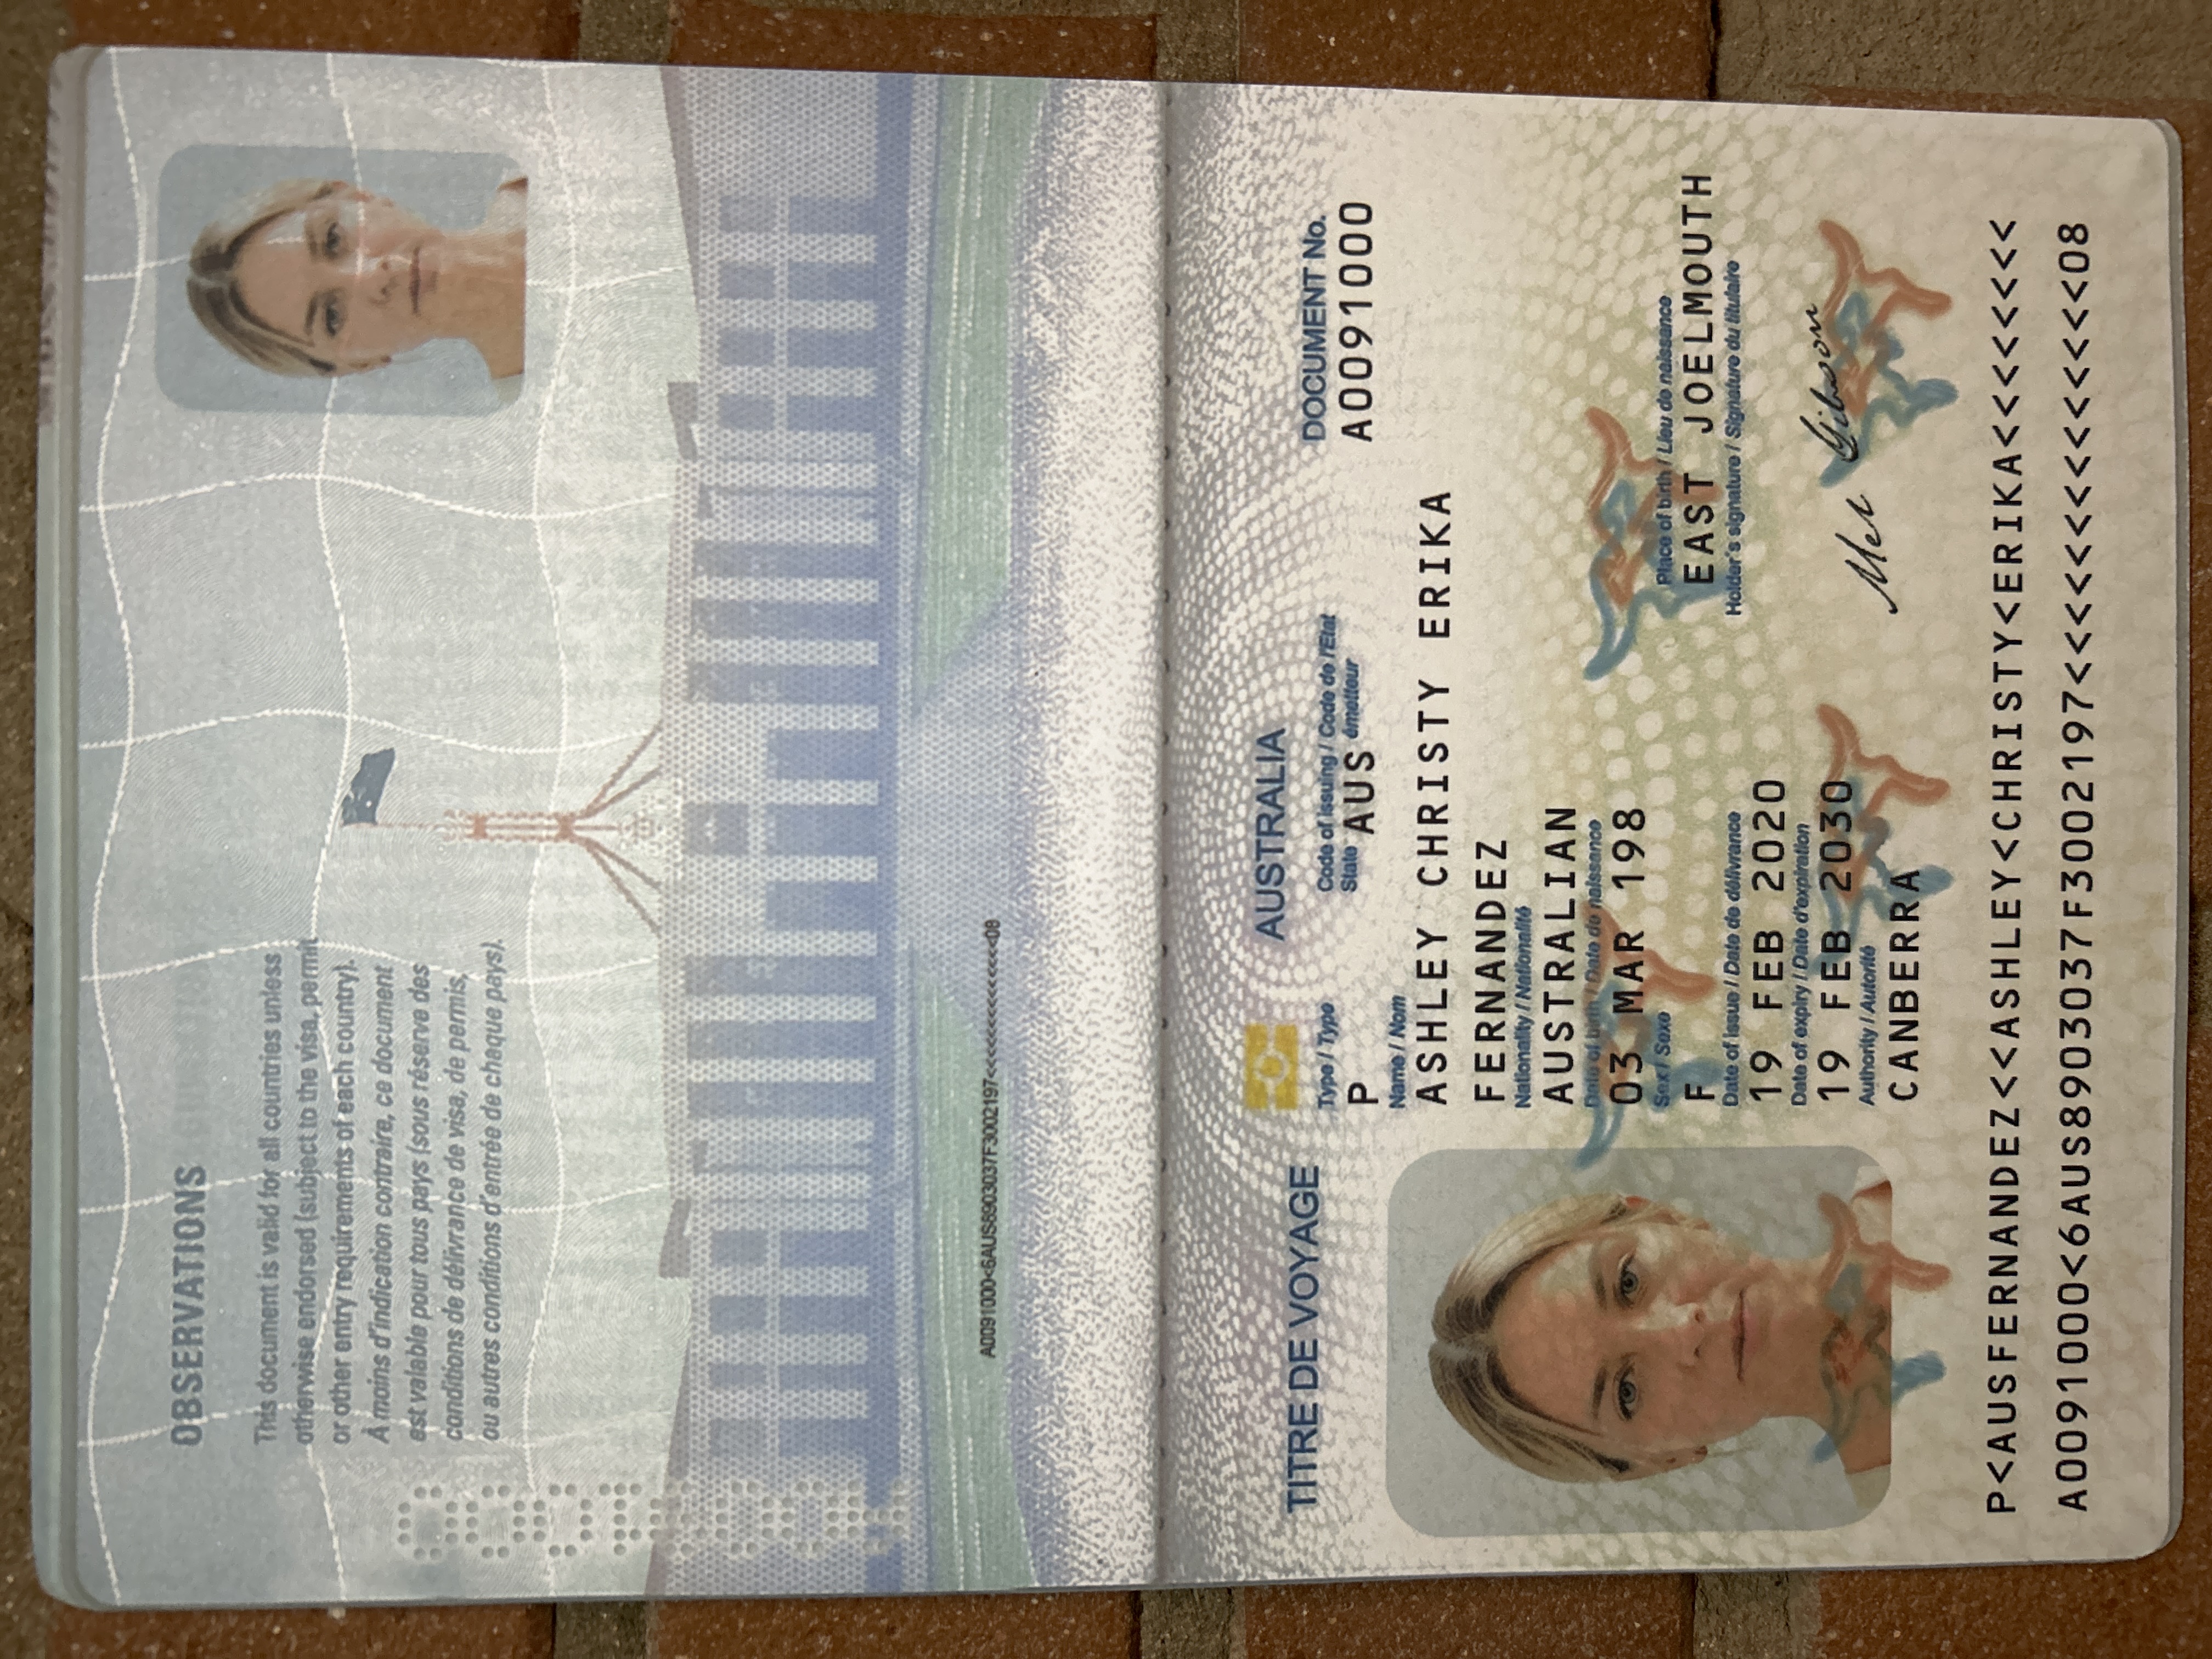 OBSERVATIONS
This document is valid for all countries unless
otherwise endorsed (subject to the visa, permit
or other entry requirements of each country).
À moins d'indication contraire, ce document
est valable pour tous pays (sous réserve des
conditions de délivrance de visa, de permis,
ou autres conditions d'entrée de chaque pays).
A0091000<6AUS8903037F3002197<<<<<<<<<<<<<<08
AUSTRALIA
TITRE DE VOYAGE
DOCUMENT No.
Type / Type
Code of issuing / Code de l'Etat
State émetteur
P
AUS
A0091000
Name / Nom
ASHLEY CHRISTY ERIKA
FERNANDEZ
Nationality / Nationalité
AUSTRALIAN
Date of birth / Date de naissance
03 MAR 198
Sex / Sexe
Place of birth / Lieu de naissance
F
EAST JOELMOUTH
Date of issue / Date de délivrance
Holder's signature / Signature du titulaire
19 FEB 2020
Date of expiry / Date d'expiration
19 FEB 2030
Mel Gibson
Authority / Autorité
CANBERRA
P<AUSFERNANDEZ<<ASHLEY<CHRISTY<ERIKA<<<<<<<<
A0091000<6AUS8903037F3002197<<<<<<<<<<<<<<08